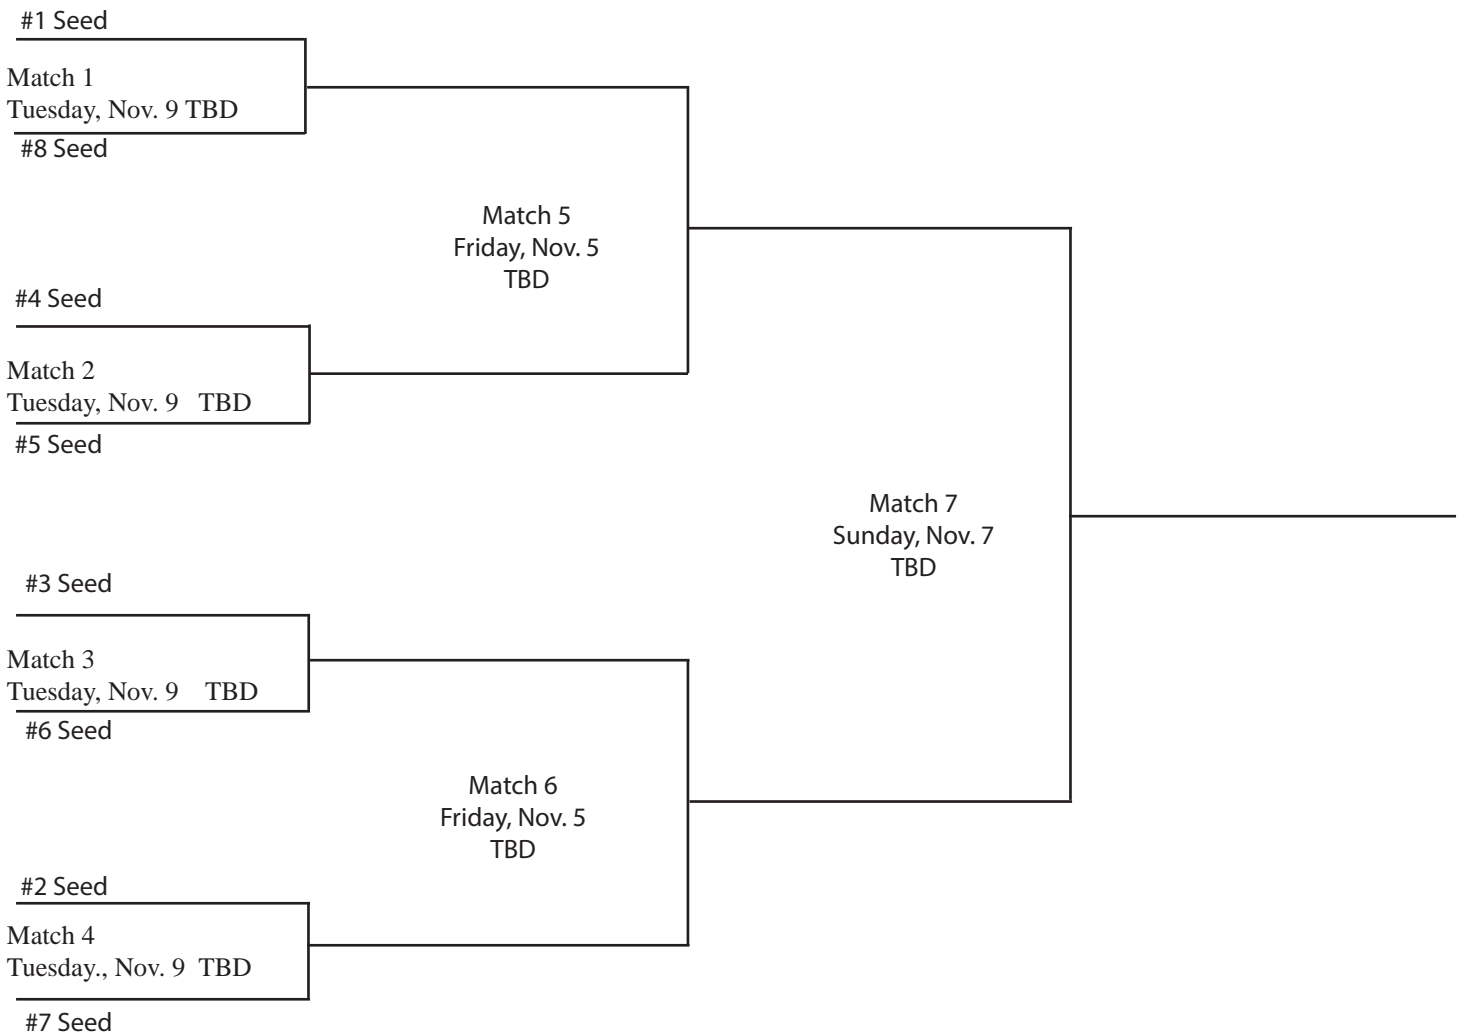 #1 Seed
Match 1
Tuesday, Nov. 9 TBD
#8 Seed
Match 5
Friday, Nov. 5
TBD
#4 Seed
Match 2
Tuesday, Nov. 9 TBD
#5 Seed
Match 7
Sunday, Nov. 7
TBD
#3 Seed
Match 3
Tuesday, Nov. 9 TBD
#6 Seed
Match 6
Friday, Nov. 5
TBD
#2 Seed
Match 4
Tuesday., Nov. 9 TBD
#7 Seed